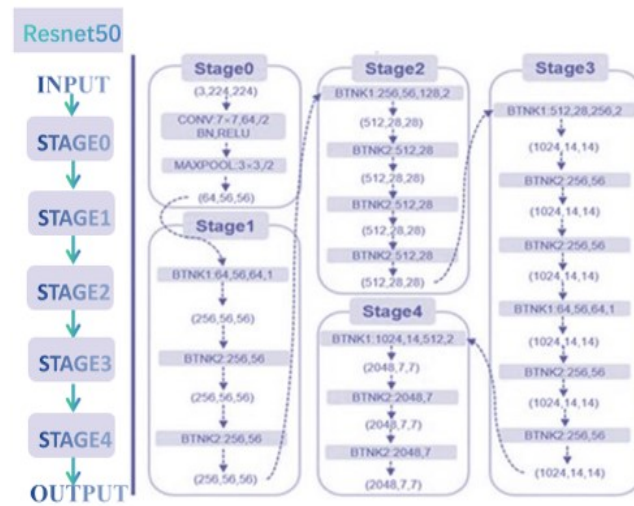 Resnet50
INPUT
STAGE0
STAGE1
STAGE2
STAGE3
STAGE4
OUTPUT
Stage0
(3,224,224)
CONV:7×7,64,/2
BN,RELU
MAXPOOL:3×3,/2
(64,56,56)
Stage1
BTNK1:64,56,64,1
(256,56,56)
BTNK2:256,56
(256,56,56)
BTNK2:256,56
(256,56,56)
Stage2
BTNK1:256,56,128,2
(512,28,28)
BTNK2:512,28
(512,28,28)
BTNK2:512,28
(512,28,28)
BTNK2:512,28
(512,28,28)
Stage3
BTNK1:512,28,256,2
(1024,14,14)
BTNK2:256,56
(1024,14,14)
BTNK2:256,56
(1024,14,14)
BTNK1:64,56,64,1
(1024,14,14)
BTNK2:256,56
(1024,14,14)
BTNK2:256,56
(1024,14,14)
Stage4
BTNK1:1024,14,512,2
(2048,7,7)
BTNK2:2048,7
(2048,7,7)
BTNK2:2048,7
(2048,7,7)